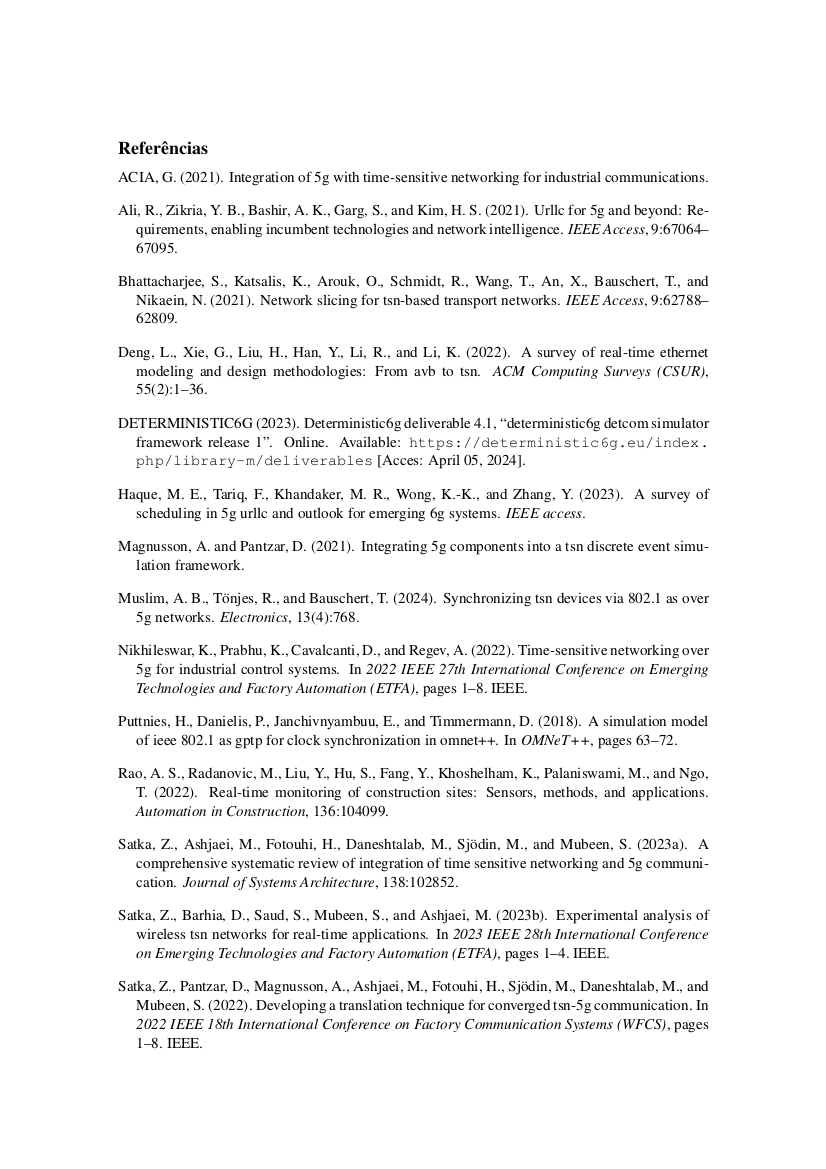 Referências
ACIA, G. (2021). Integration of 5g with time-sensitive networking for industrial communications.
Ali, R., Zikria, Y. B., Bashir, A. K., Garg, S., and Kim, H. S. (2021). Urllc for 5g and beyond: Re-
quirements, enabling incumbent technologies and network intelligence. IEEE Access, 9:67064–
67095.
Bhattacharjee, S., Katsalis, K., Arouk, O., Schmidt, R., Wang, T., An, X., Bauschert, T., and
Nikaein, N. (2021). Network slicing for tsn-based transport networks. IEEE Access, 9:62788–
62809.
Deng, L., Xie, G., Liu, H., Han, Y., Li, R., and Li, K. (2022). A survey of real-time ethernet
modeling and design methodologies: From avb to tsn. ACM Computing Surveys (CSUR),
55(2):1–36.
DETERMINISTIC6G (2023). Deterministic6g deliverable 4.1, “deterministic6g detcom simulator
framework release 1”. Online. Available: https://deterministic6g.eu/index.
php/library-m/deliverables [Acces: April 05, 2024].
Haque, M. E., Tariq, F., Khandaker, M. R., Wong, K.-K., and Zhang, Y. (2023). A survey of
scheduling in 5g urllc and outlook for emerging 6g systems. IEEE access.
Magnusson, A. and Pantzar, D. (2021). Integrating 5g components into a tsn discrete event simu-
lation framework.
Muslim, A. B., Tönjes, R., and Bauschert, T. (2024). Synchronizing tsn devices via 802.1 as over
5g networks. Electronics, 13(4):768.
Nikhileswar, K., Prabhu, K., Cavalcanti, D., and Regev, A. (2022). Time-sensitive networking over
5g for industrial control systems. In 2022 IEEE 27th International Conference on Emerging
Technologies and Factory Automation (ETFA), pages 1–8. IEEE.
Puttnies, H., Danielis, P., Janchivnyambuu, E., and Timmermann, D. (2018). A simulation model
of ieee 802.1 as gptp for clock synchronization in omnet++. In OMNeT++, pages 63–72.
Rao, A. S., Radanovic, M., Liu, Y., Hu, S., Fang, Y., Khoshelham, K., Palaniswami, M., and Ngo,
T. (2022). Real-time monitoring of construction sites: Sensors, methods, and applications.
Automation in Construction, 136:104099.
Satka, Z., Ashjaei, M., Fotouhi, H., Daneshtalab, M., Sjödin, M., and Mubeen, S. (2023a). A
comprehensive systematic review of integration of time sensitive networking and 5g communi-
cation. Journal of Systems Architecture, 138:102852.
Satka, Z., Barhia, D., Saud, S., Mubeen, S., and Ashjaei, M. (2023b). Experimental analysis of
wireless tsn networks for real-time applications. In 2023 IEEE 28th International Conference
on Emerging Technologies and Factory Automation (ETFA), pages 1–4. IEEE.
Satka, Z., Pantzar, D., Magnusson, A., Ashjaei, M., Fotouhi, H., Sjödin, M., Daneshtalab, M., and
Mubeen, S. (2022). Developing a translation technique for converged tsn-5g communication. In
2022 IEEE 18th International Conference on Factory Communication Systems (WFCS), pages
1–8. IEEE.